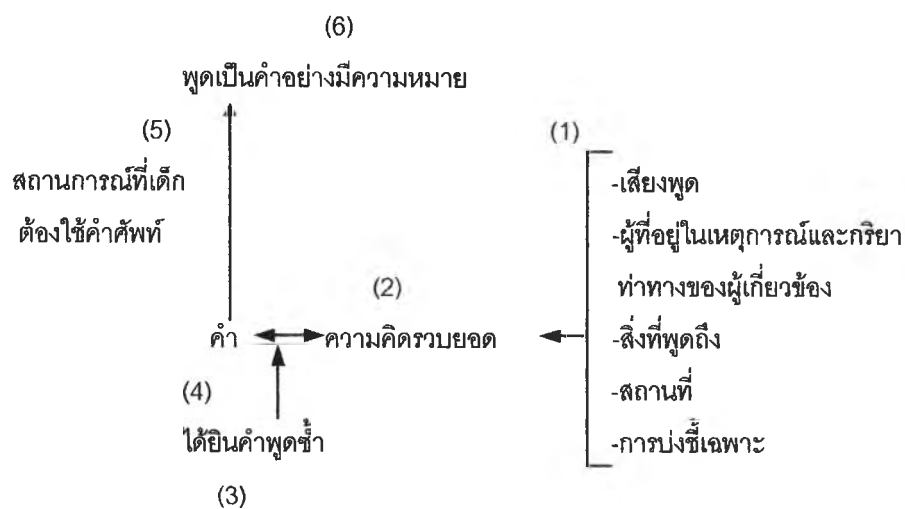 (6)
พูดเป็นคำอย่างมีความหมาย
(5)
สถานการณ์ที่เด็ก
ต้องใช้คำศัพท์
(1)
-เสียงพูด
-ผู้ที่อยู่ในเหตุการณ์และกริยา
ท่าทางของผู้เกี่ยวข้อง
-สิ่งที่พูดถึง
-สถานที่
-การบ่งชี้เฉพาะ
(2)
คำ ความคิดรวบยอด
(4)
ได้ยินคำพูดซ้ำ
(3)